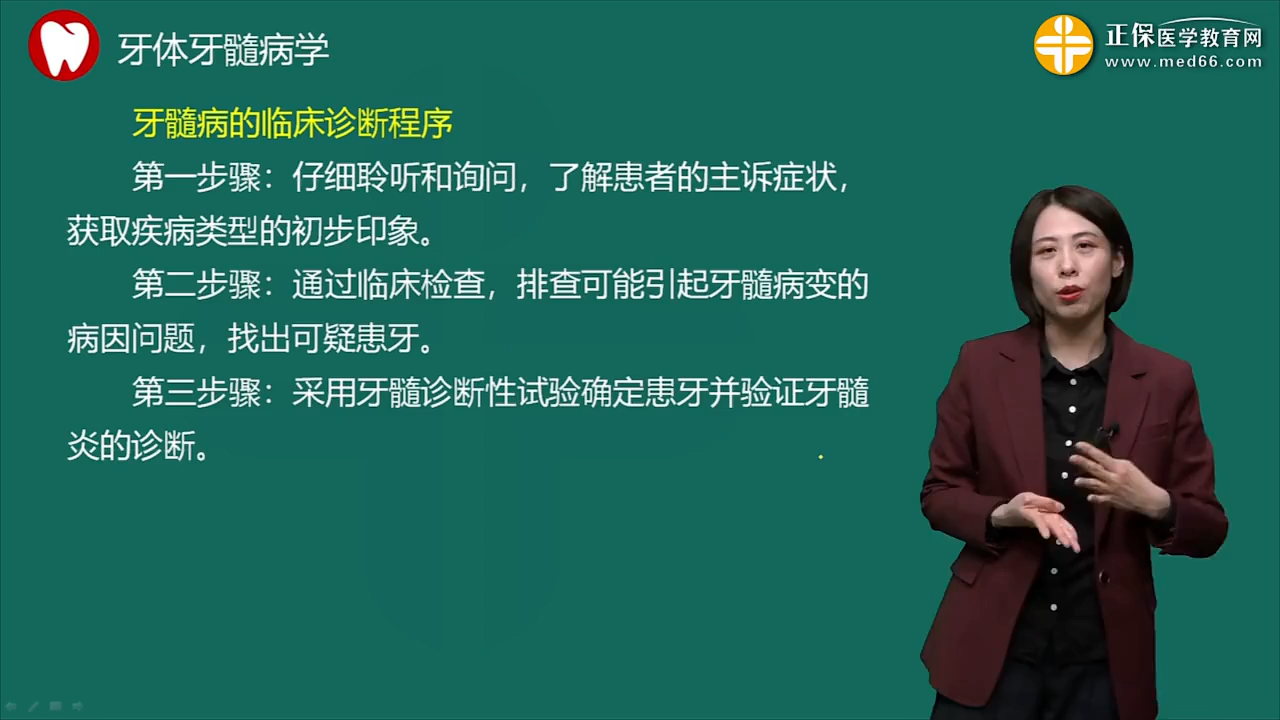 牙体牙髓病学
正保医学教育网
www.med66.com
牙髓病的临床诊断程序
第一步骤：仔细聆听和询问，了解患者的主诉症状，
获取疾病类型的初步印象。
第二步骤：通过临床检查，排查可能引起牙髓病变的
病因问题，找出可疑患牙。
第三步骤：采用牙髓诊断性试验确定患牙并验证牙髓
炎的诊断。